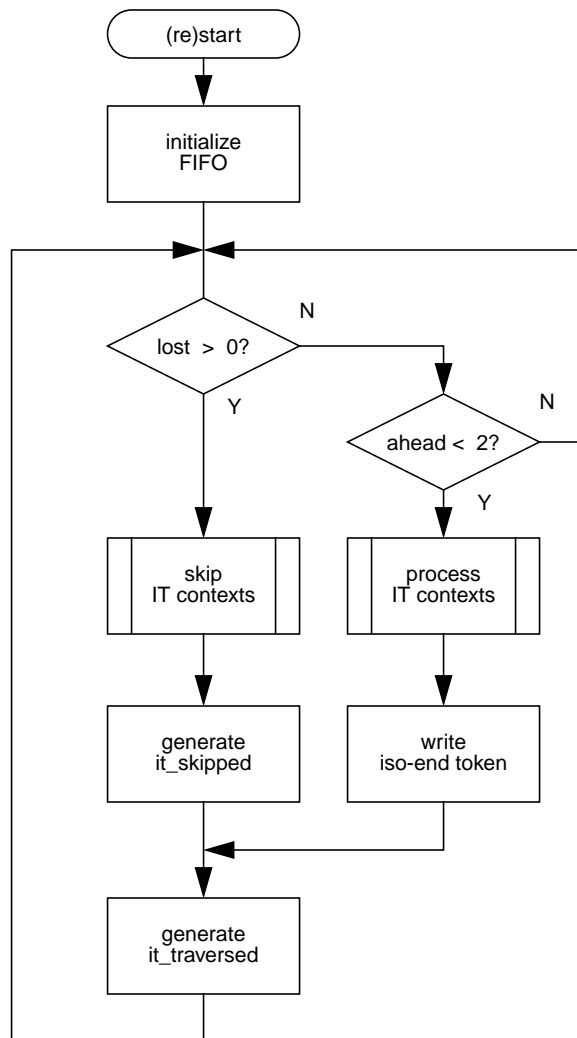 (re)start
initialize
FIFO
N
lost > 0?
Y
N
ahead < 2?
Y
skip
IT contexts
process
IT contexts
generate
it_skipped
write
iso-end token
generate
it_traversed